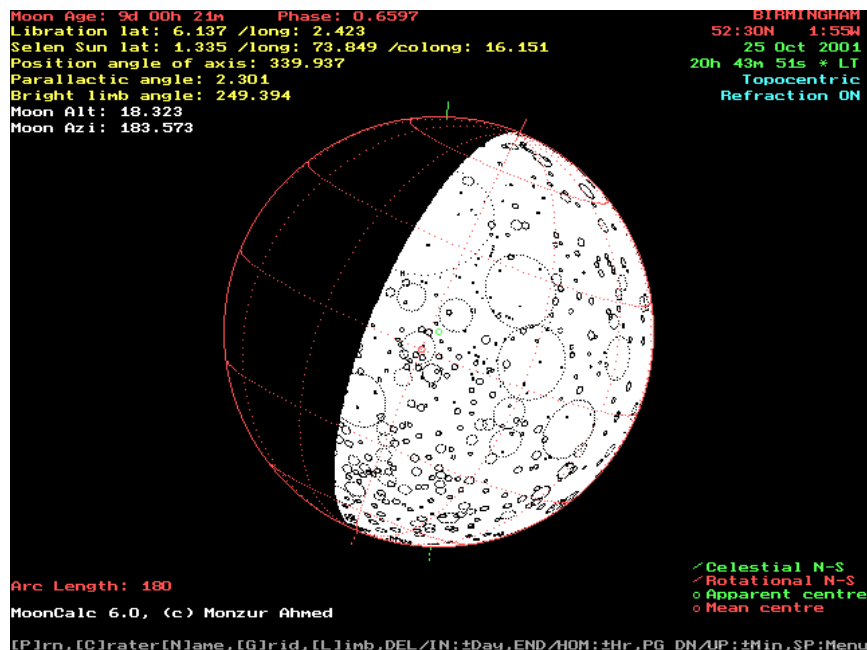 Moon Age: 9d 00h 21m Phase: 0.6597
Libration lat: 6.137 /long: 2.423
Selen Sun lat: 1.335 /long: 73.849 /colong: 16.151
Position angle of axis: 339.937
Parallactic angle: 2.301
Bright limb angle: 249.394
Moon Alt: 18.323
Moon Azi: 183.573
BIRMINGHAM
52:30N 1:55W
25 Oct 2001
20h 43m 51s * LT
Topocentric
Refraction ON
Arc Length: 180
MoonCalc 6.0, (c) Monzur Ahmed
Celestial N-S
Rotational N-S
Apparent centre
Mean centre
[P]rn,[C]rater[N]ame,[G]rid,[L]imb,DEL/IN:±Day,END/HOM:±Hr,PG DN/UP:±Min,SP:Menu